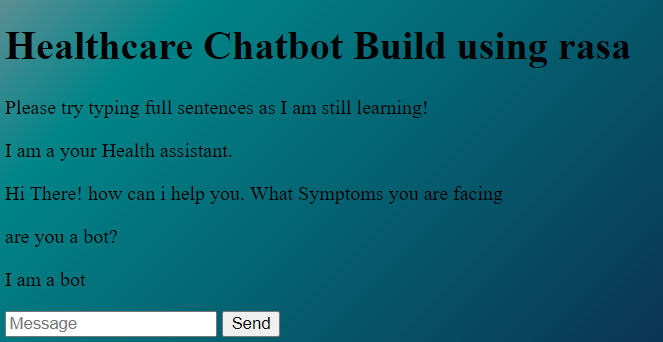 Healthcare Chatbot Build using rasa
Please try typing full sentences as I am still learning!
I am a your Health assistant.
Hi There! how can i help you. What Symptoms you are facing
are you a bot?
I am a bot
Message Send